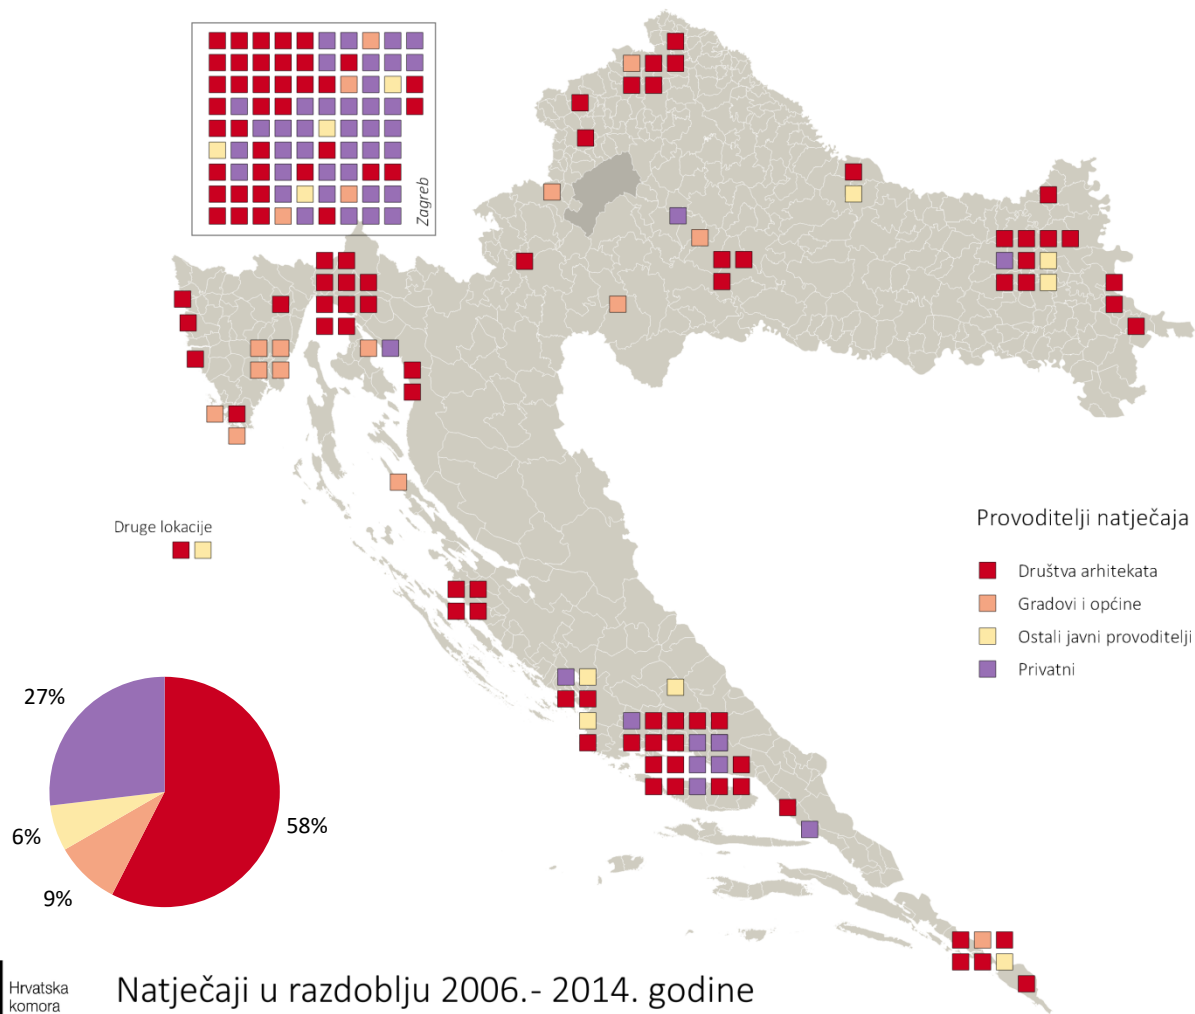 Zagreb
Druge lokacije
Provoditelji natječaja
Društva arhitekata
Gradovi i općine
Ostali javni provoditelji
Privatni
27%
6%
9%
58%
Hrvatska
komora
Natječaji u razdoblju 2006.- 2014. godine